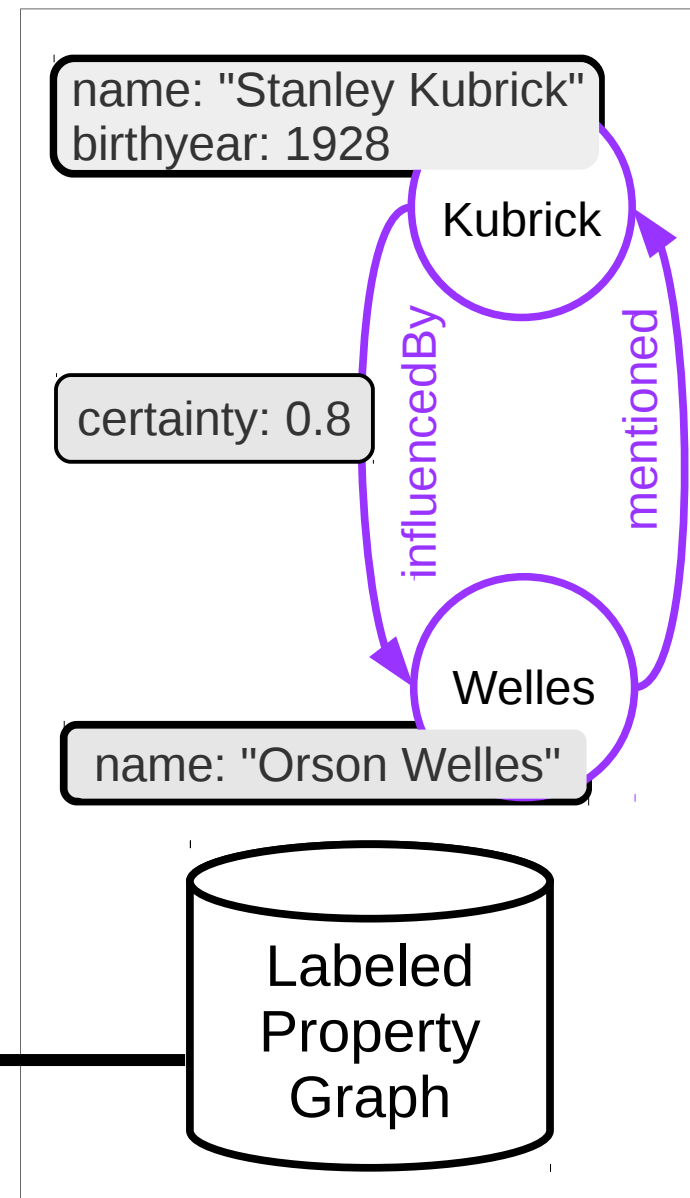 name: "Stanley Kubrick"
birthyear: 1928
Kubrick
influencedBy
mentioned
certainty: 0.8
Welles
name: "Orson Welles"
Labeled
Property
Graph